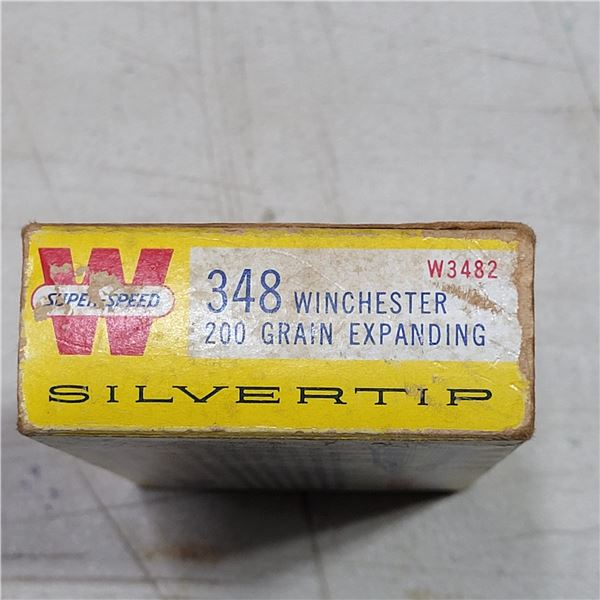 W
SUPER-SPEED
348 WINCHESTER
W3482
200 GRAIN EXPANDING
SILVERTIP